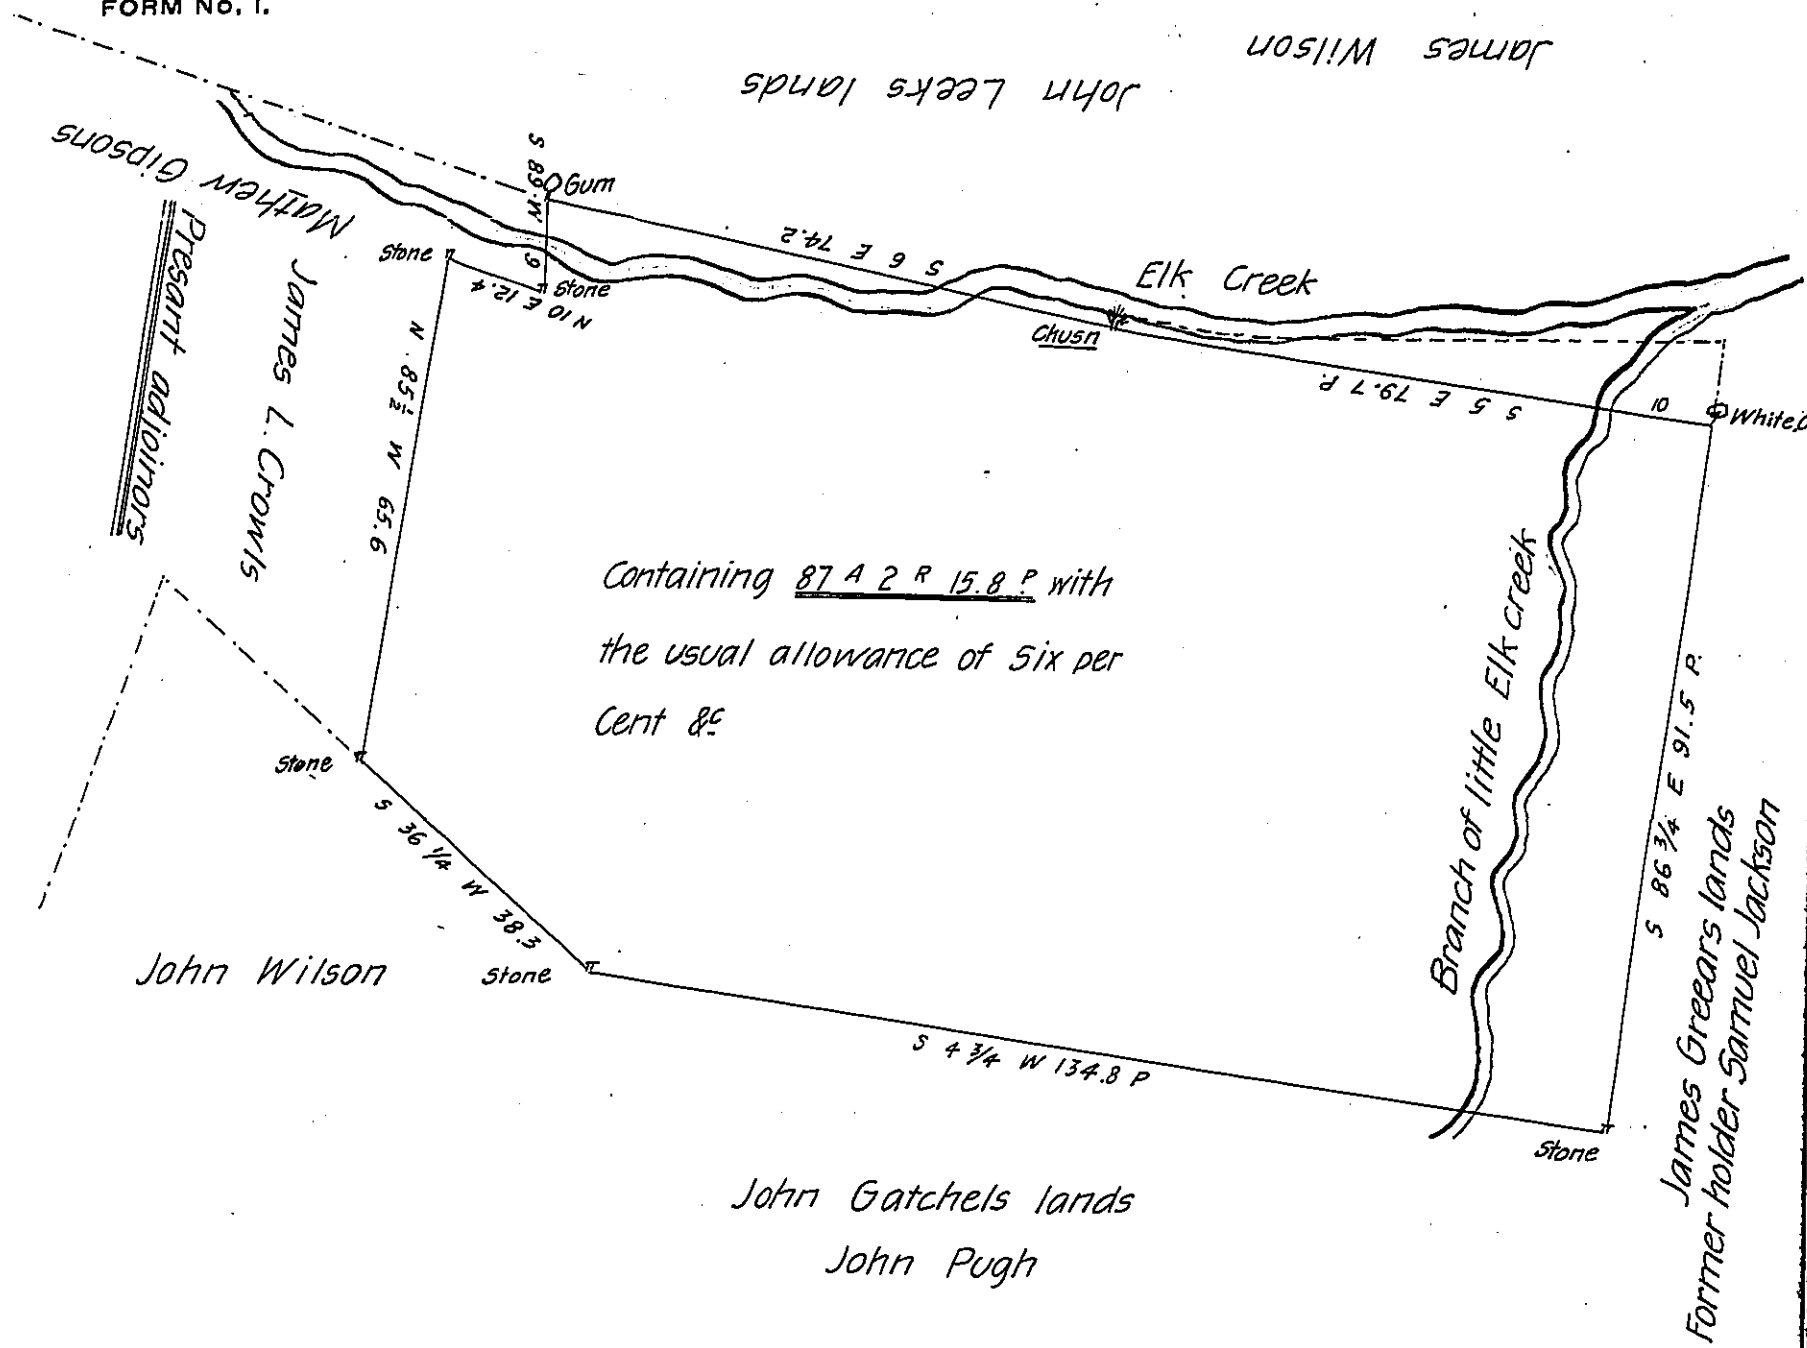 FORM No. 1.
James Wilson
John Leeks lands
Mathew Gipsons
Presant adjoinors
James L. Crowls
S 89 W 9
Gum
Stone
Stone
N 10 E 12.4
S 6 E 74.2
Elk Creek
Chusn
S 5 E 79.7 P.
10
White
N. 85½ W 65.6
Containing 87 A 2 R 15.8 P. with
the usual allowance of Six per
Cent &c
Branch of little Elk creek
S 86 3/4 E 91.5 P.
James Greears lands
Former holder Samuel Jackson
Stone
S 36 1/4 W 38.3
John Wilson
Stone
S 4 3/4 W 134.8 P
Stone
John Gatchels lands
John Pugh